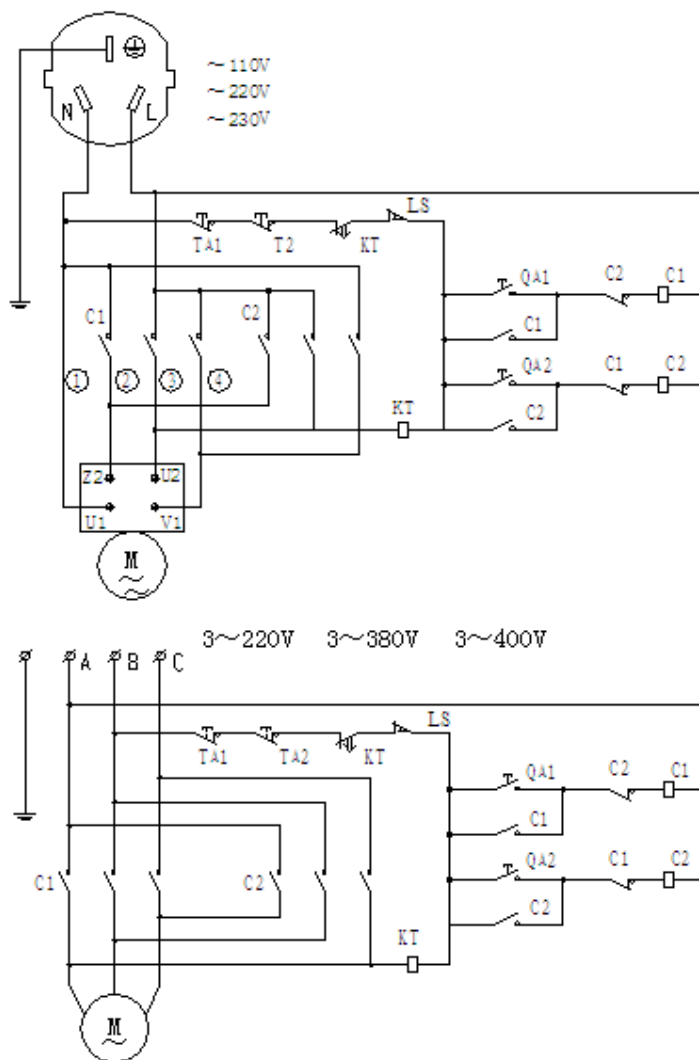 ~110V
N L ~220V
~230V
LS
TA1 T2 KT
QA1 C2 C1
C1 C2
C1
① ② ③ ④
QA2 C1 C2
KT C2
Z2 U2
U1 V1
M
~
~
3~220V 3~380V 3~400V
A B C
LS
TA1 TA2 KT
QA1 C2 C1
C1
C1 C2
QA2 C1 C2
C2
KT
M
~